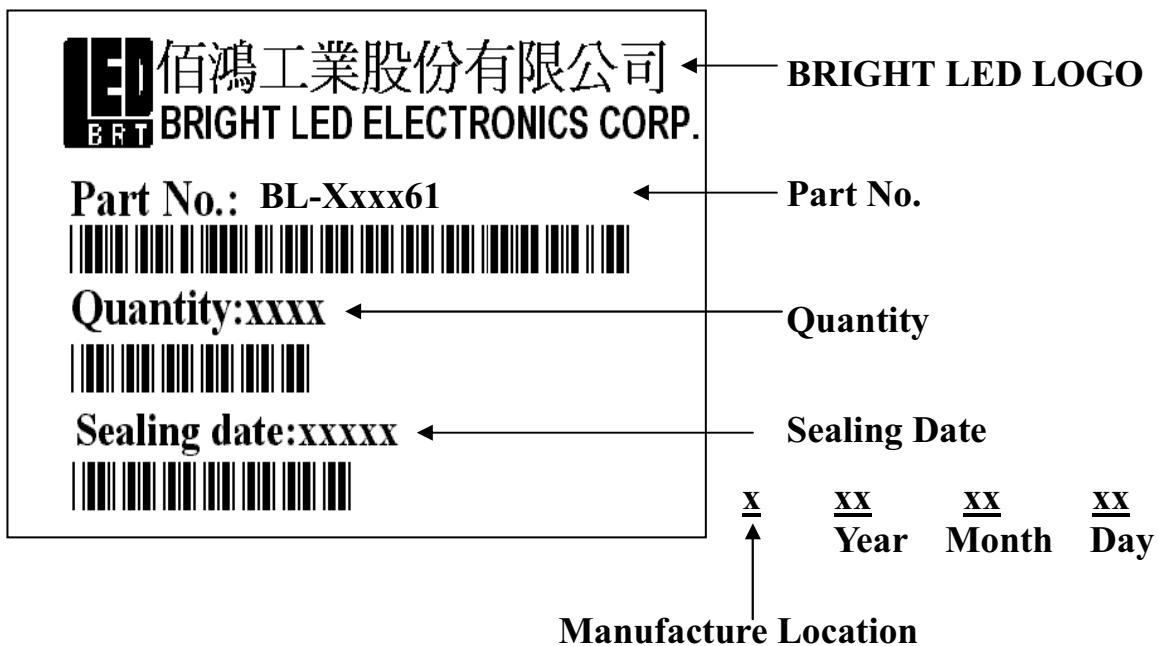 LED 佰鴻工業股份有限公司
BRT BRIGHT LED ELECTRONICS CORP.
BRIGHT LED LOGO
Part No.: BL-Xxxx61
Part No.
Quantity:xxxx
Quantity
Sealing date:xxxxx
Sealing Date
x xx xx xx
Year Month Day
Manufacture Location